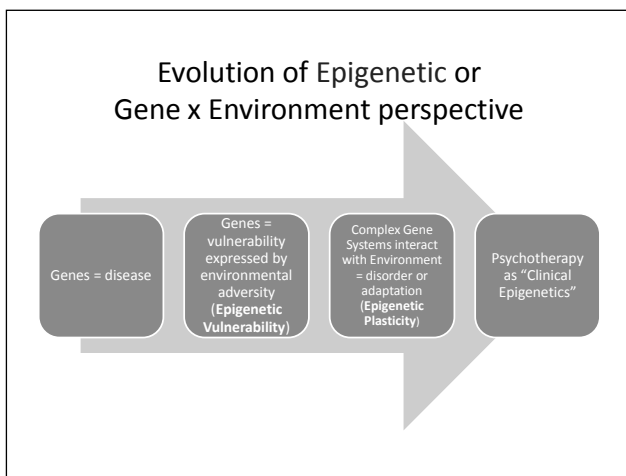 Evolution of Epigenetic or
Gene x Environment perspective
Genes = disease
Genes =
vulnerability
expressed by
environmental
adversity
(Epigenetic
Vulnerability)
Complex Gene
Systems interact
with Environment
= disorder or
adaptation
(Epigenetic
Plasticity)
Psychotherapy
as “Clinical
Epigenetics”